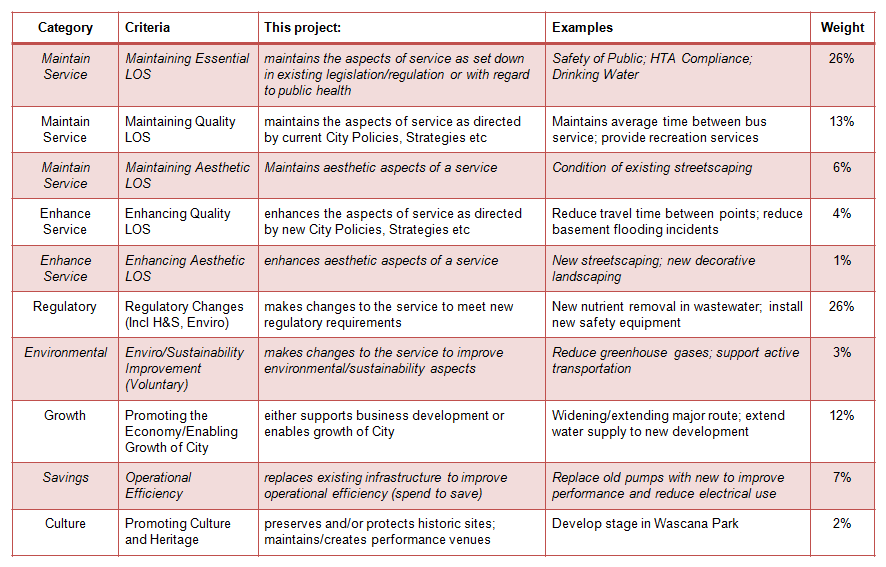 Category Criteria This project: Examples Weight
Maintain Service Maintaining Essential LOS maintains the aspects of service as set down in existing legislation/regulation or with regard to public health Safety of Public; HTA Compliance; Drinking Water 26%
Maintain Service Maintaining Quality LOS maintains the aspects of service as directed by current City Policies, Strategies etc Maintains average time between bus service; provide recreation services 13%
Maintain Service Maintaining Aesthetic LOS Maintains aesthetic aspects of a service Condition of existing streetscaping 6%
Enhance Service Enhancing Quality LOS enhances the aspects of service as directed by new City Policies, Strategies etc Reduce travel time between points; reduce basement flooding incidents 4%
Enhance Service Enhancing Aesthetic LOS enhances aesthetic aspects of a service New streetscaping; new decorative landscaping 1%
Regulatory Regulatory Changes (Incl H&S, Enviro) makes changes to the service to meet new regulatory requirements New nutrient removal in wastewater; install new safety equipment 26%
Environmental Enviro/Sustainability Improvement (Voluntary) makes changes to the service to improve environmental/sustainability aspects Reduce greenhouse gases; support active transportation 3%
Growth Promoting the Economy/Enabling Growth of City either supports business development or enables growth of City Widening/extending major route; extend water supply to new development 12%
Savings Operational Efficiency replaces existing infrastructure to improve operational efficiency (spend to save) Replace old pumps with new to improve performance and reduce electrical use 7%
Culture Promoting Culture and Heritage preserves and/or protects historic sites; maintains/creates performance venues Develop stage in Wascana Park 2%